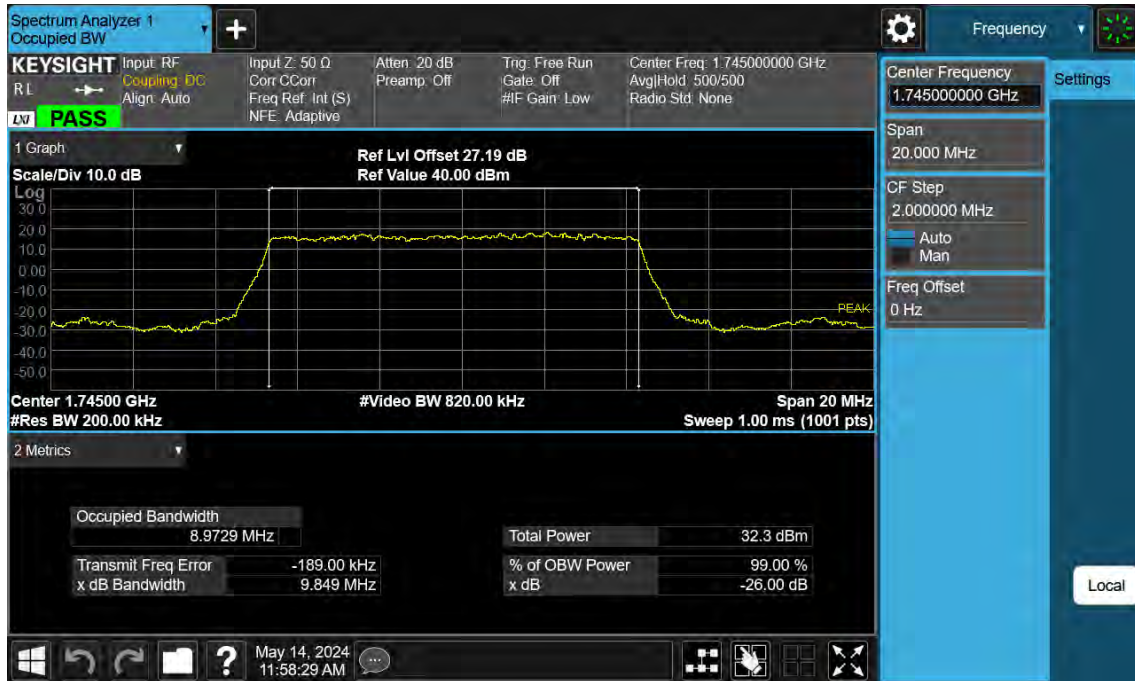 Spectrum Analyzer 1
Occupied BW
Frequency
KEYSIGHT
Input: RF
Input Z: 50 Ω
Atten: 20 dB
Trig: Free Run
Center Freq: 1.745000000 GHz
RL
Coupling: DC
Corr CCorr
Preamp: Off
Gate: Off
Avg|Hold: 500/500
Align: Auto
Freq Ref: Int (S)
#IF Gain: Low
Radio Std: None
LXI
PASS
NFE: Adaptive
Center Frequency
1.745000000 GHz
Settings
Span
20.000 MHz
CF Step
2.000000 MHz
Auto
Man
Freq Offset
0 Hz
1 Graph
Ref Lvl Offset 27.19 dB
Scale/Div 10.0 dB
Ref Value 40.00 dBm
Log
30.0
20.0
10.0
0.00
-10.0
-20.0
PEAK
-30.0
-40.0
-50.0
Center 1.74500 GHz
#Video BW 820.00 kHz
Span 20 MHz
#Res BW 200.00 kHz
Sweep 1.00 ms (1001 pts)
2 Metrics
Occupied Bandwidth
8.9729 MHz
Total Power
32.3 dBm
Transmit Freq Error
-189.00 kHz
% of OBW Power
99.00 %
x dB Bandwidth
9.849 MHz
x dB
-26.00 dB
Local
May 14, 2024
11:58:29 AM